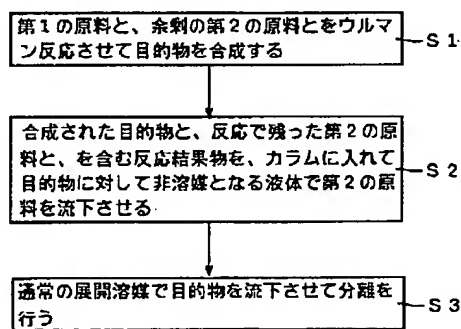 第1の原料と、余剰の第2の原料とをウルマ
ン反応させて目的物を合成する
S1
合成された目的物と、反応で残った第2の原
料と、を含む反応結果物を、カラムに入れて
目的物に対して非溶媒となる液体で第2の原
料を流下させる
S2
通常の展開溶媒で目的物を流下させて分離を
行う
S3